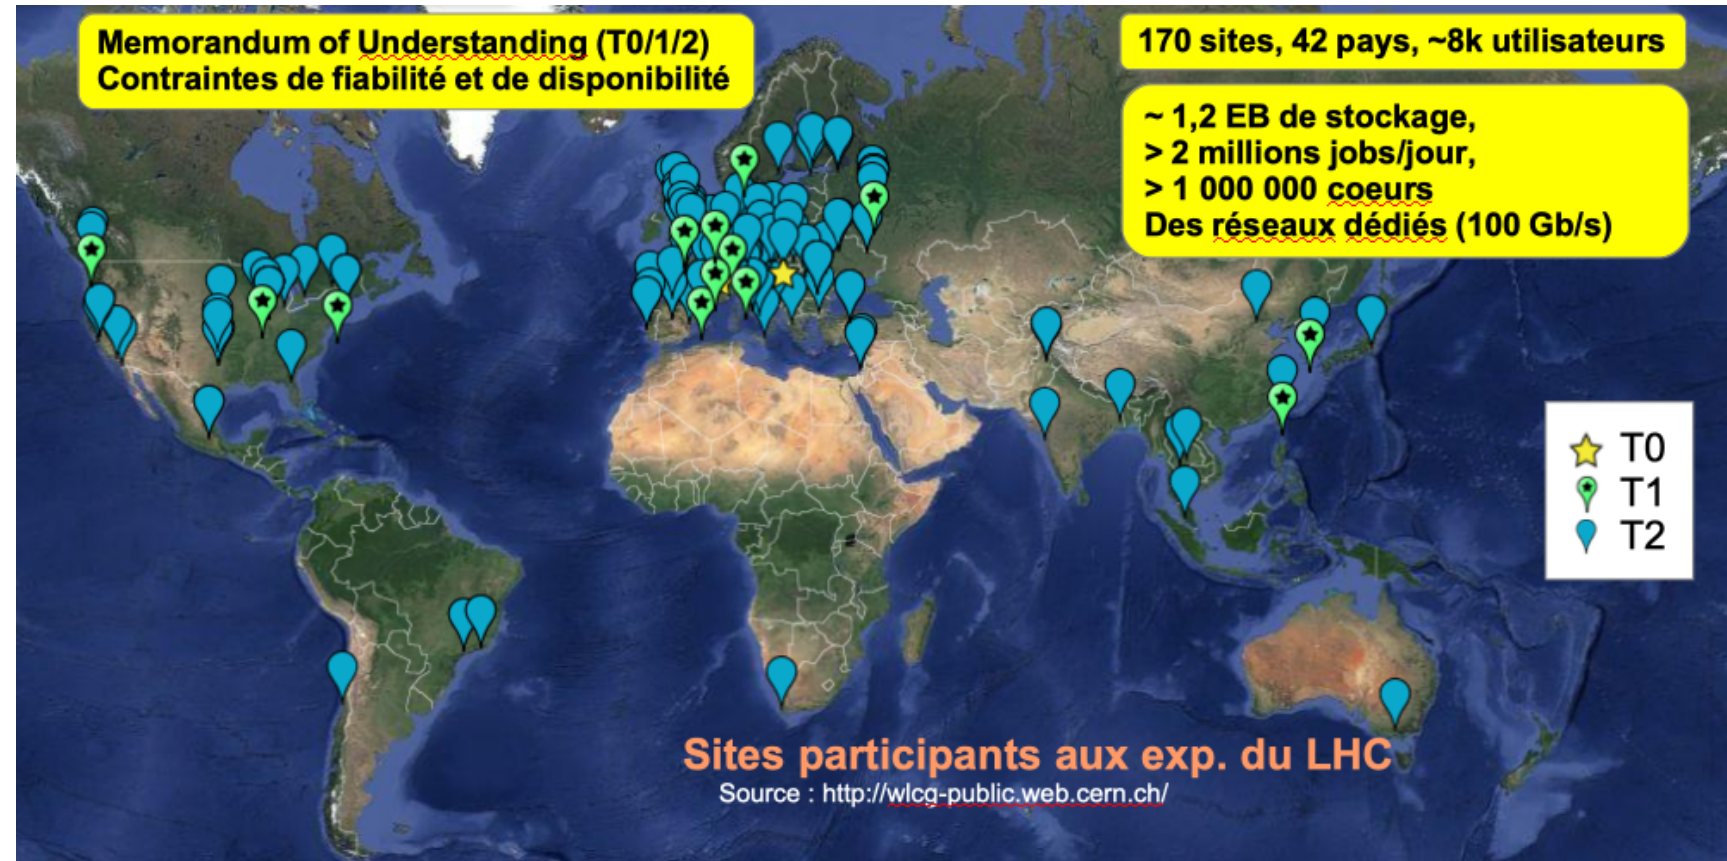 Memorandum of Understanding (T0/1/2)
Contraintes de fiabilité et de disponibilité
170 sites, 42 pays, ~8k utilisateurs
~ 1,2 EB de stockage,
> 2 millions jobs/jour,
> 1 000 000 coeurs
Des réseaux dédiés (100 Gb/s)
T0
T1
T2
Sites participants aux exp. du LHC
Source : http://wlcg-public.web.cern.ch/